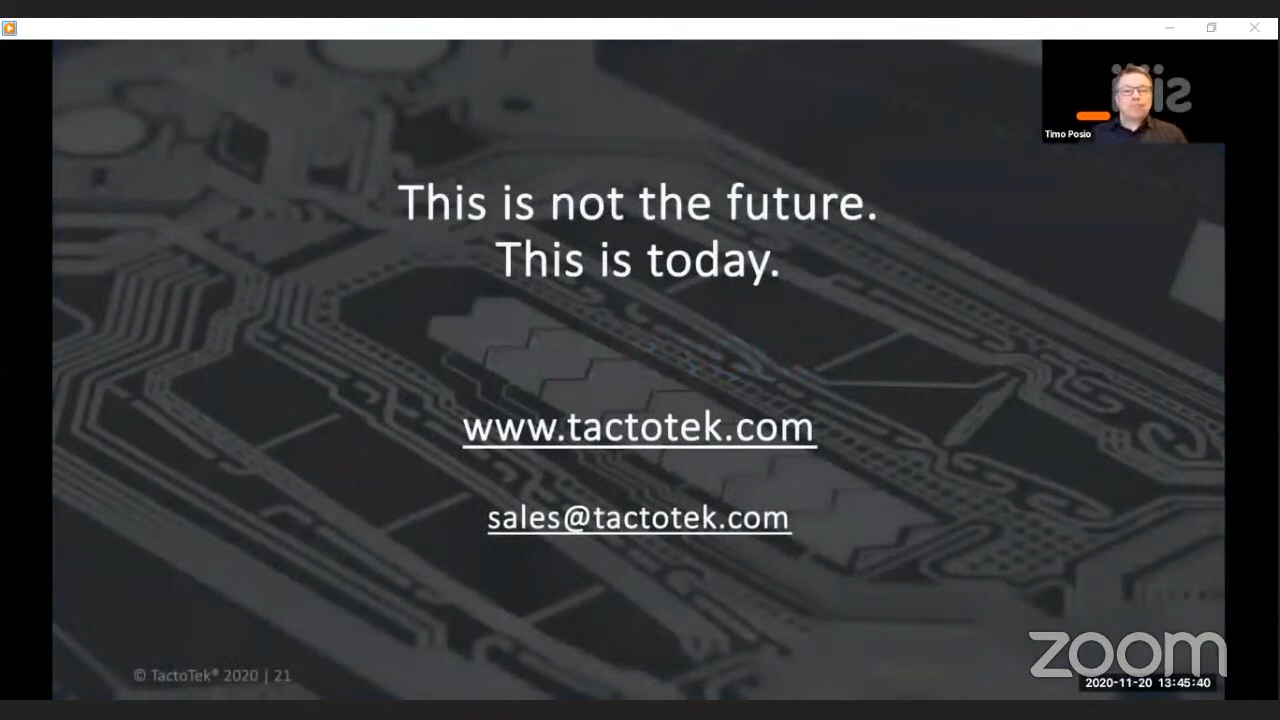 Timo Posio
This is not the future.
This is today.
www.tactotek.com
sales@tactotek.com
© TactoTek® 2020 | 21
zoom
2020-11-20 13:45:40